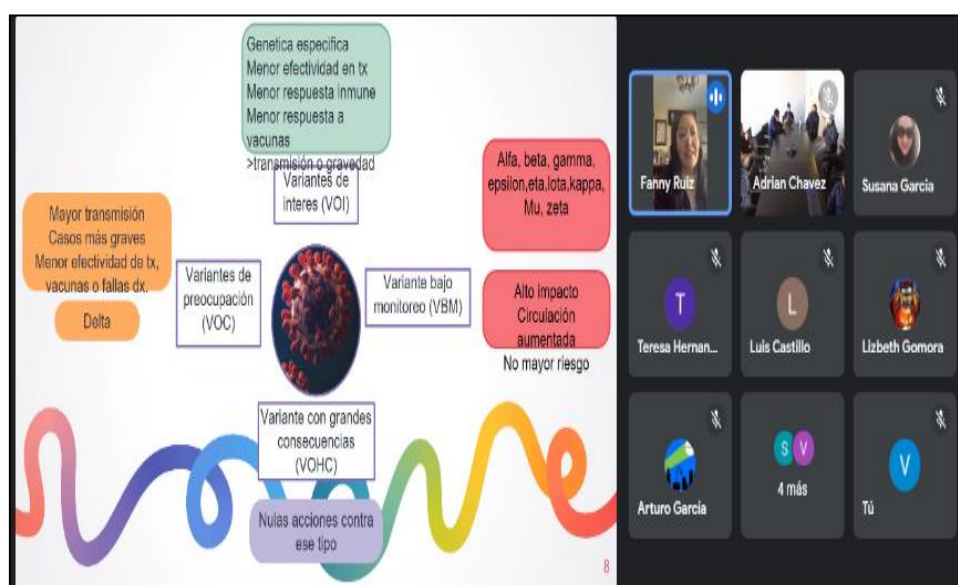 Genetica especifica
Menor efectividad en tx
Menor respuesta inmune
Menor respuesta a
vacunas
>transmisión o gravedad
Variantes de
interes (VOI)
Mayor transmisión
Casos más graves
Menor efectividad de tx,
vacunas o fallas dx.
Delta
Variantes de
preocupación
(VOC)
Variante bajo
monitoreo (VBM)
Alfa, beta, gamma,
epsilon,eta,Iota,kappa,
Mu, zeta
Alto impacto
Circulación
aumentada
No mayor riesgo
Variante con grandes
consecuencias
(VOHC)
Nulas acciones contra
ese tipo
8
Fanny Ruiz
Adrian Chavez
Susana Garcia
T
Teresa Hernan...
L
Luis Castillo
Lizbeth Gomora
Arturo Garcia
S V
4 más
V
Tú